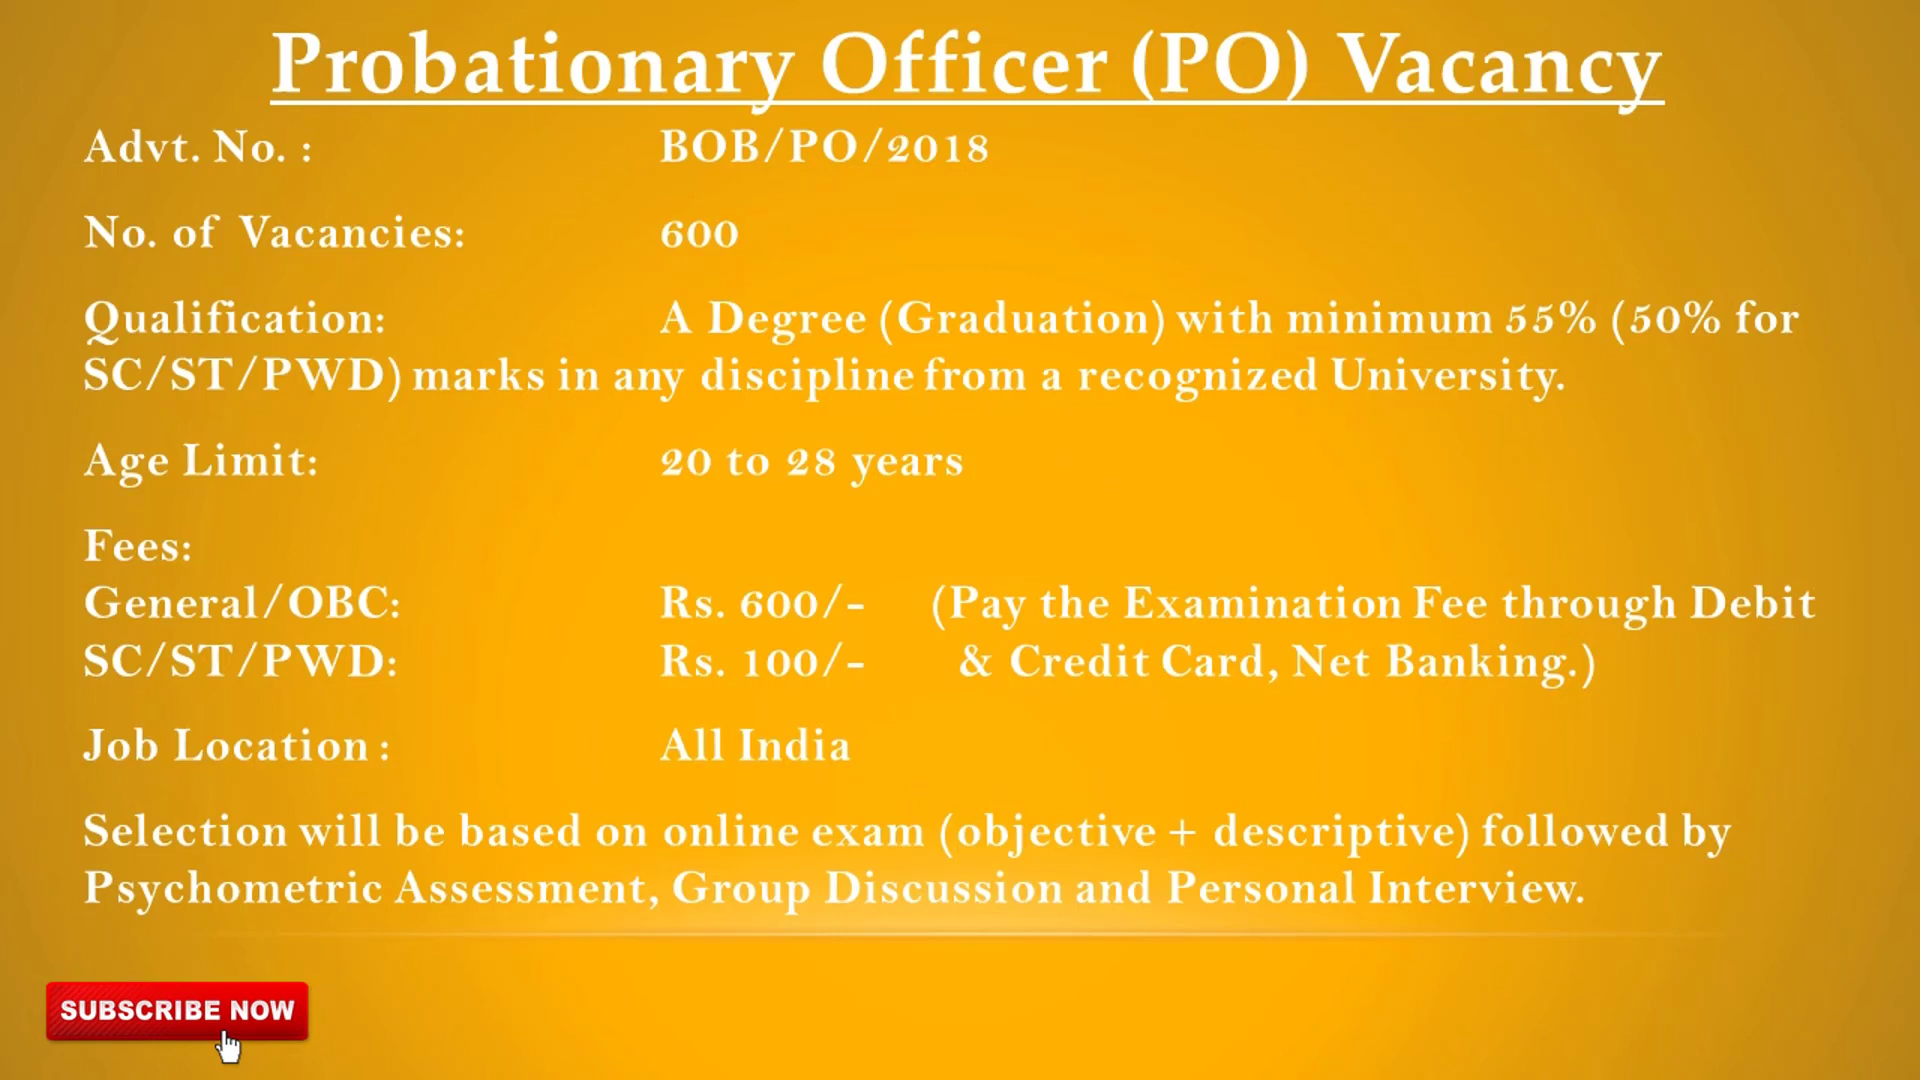 Probationary Officer (PO) Vacancy
Advt. No. : BOB/PO/2018
No. of Vacancies: 600
Qualification: A Degree (Graduation) with minimum 55% (50% for
SC/ST/PWD) marks in any discipline from a recognized University.
Age Limit: 20 to 28 years
Fees:
General/OBC: Rs. 600/- (Pay the Examination Fee through Debit
SC/ST/PWD: Rs. 100/- & Credit Card, Net Banking.)
Job Location : All India
Selection will be based on online exam (objective + descriptive) followed by
Psychometric Assessment, Group Discussion and Personal Interview.
SUBSCRIBE NOW